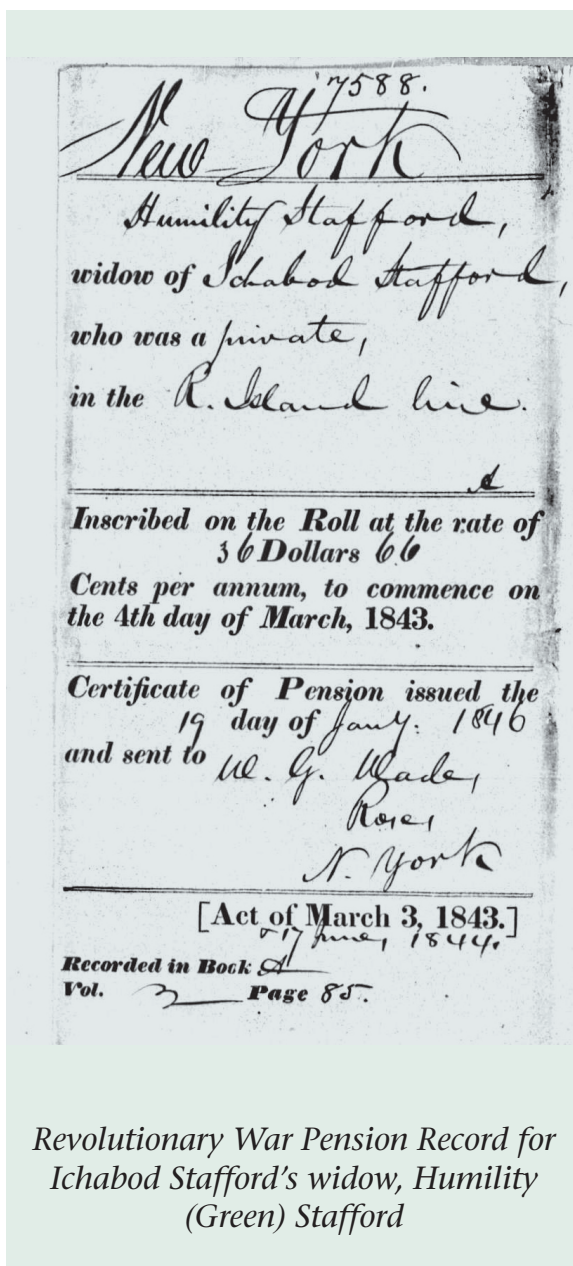 7588.
New York
Humility Stafford,
widow of Ichabod Stafford,
who was a private,
in the R. Island line.
A
Inscribed on the Roll at the rate of
36 Dollars 66
Cents per annum, to commence on
the 4th day of March, 1843.
Certificate of Pension issued the
19 day of Jany. 1846
and sent to W. G. Wade,
Rose,
N. York
[Act of March 3, 1843.]
& 17 June, 1844.
Recorded in Book A
Vol. 3 Page 85.
Revolutionary War Pension Record for
Ichabod Stafford's widow, Humility
(Green) Stafford